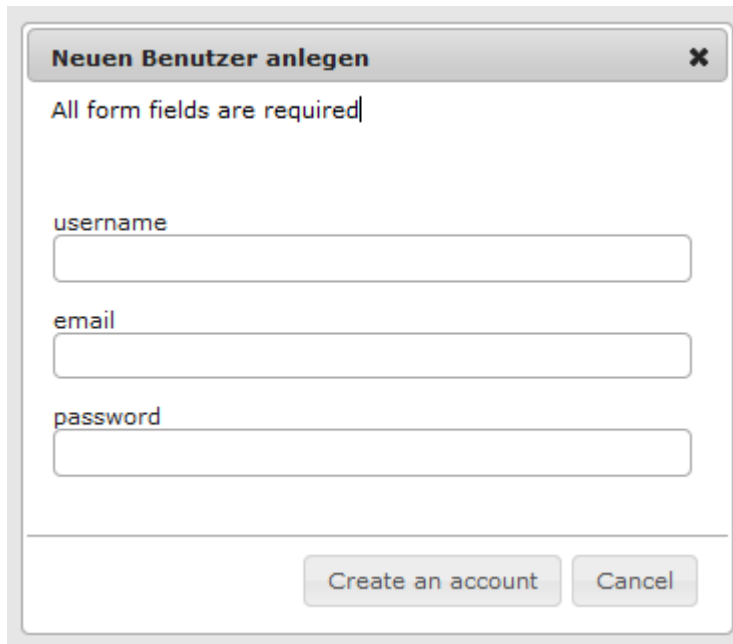 Neuen Benutzer anlegen
All form fields are required
username
email
password
Create an account Cancel